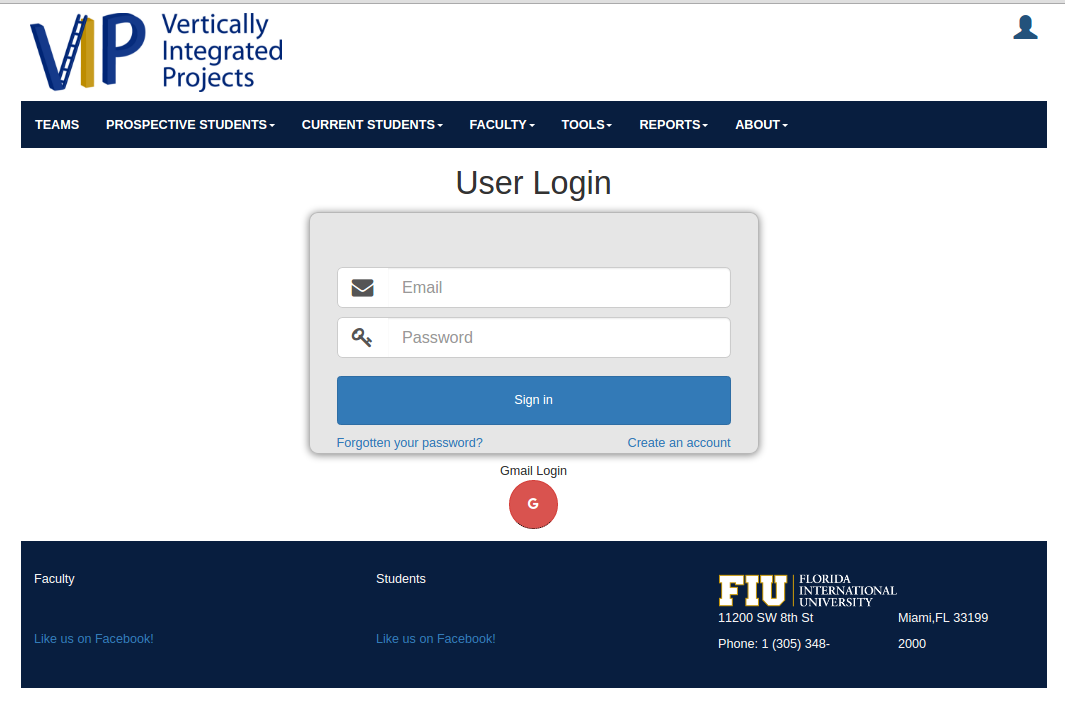 VIP Vertically
Integrated
Projects
TEAMS PROSPECTIVE STUDENTS CURRENT STUDENTS FACULTY TOOLS REPORTS ABOUT
User Login
Email
Password
Sign in
Forgotten your password? Create an account
Gmail Login
G
Faculty
Like us on Facebook!
Students
Like us on Facebook!
FIU FLORIDA
INTERNATIONAL
UNIVERSITY
11200 SW 8th St Miami,FL 33199
Phone: 1 (305) 348- 2000